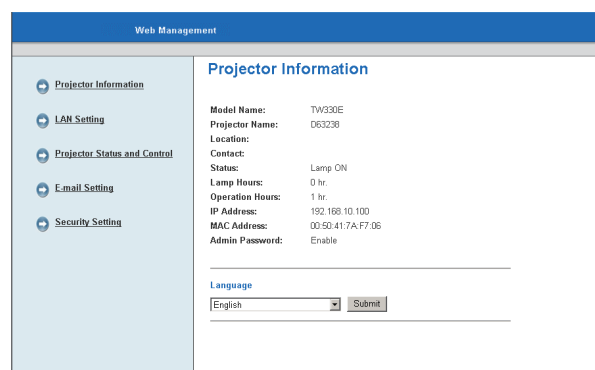 Web Management
Projector Information
LAN Setting
Projector Status and Control
E-mail Setting
Security Setting
Projector Information
Model Name: TW330E
Projector Name: D63238
Location:
Contact:
Status: Lamp ON
Lamp Hours: 0 hr.
Operation Hours: 1 hr.
IP Address: 192.168.10.100
MAC Address: 00:50:41:7A:F7:06
Admin Password: Enable
Language
English Submit